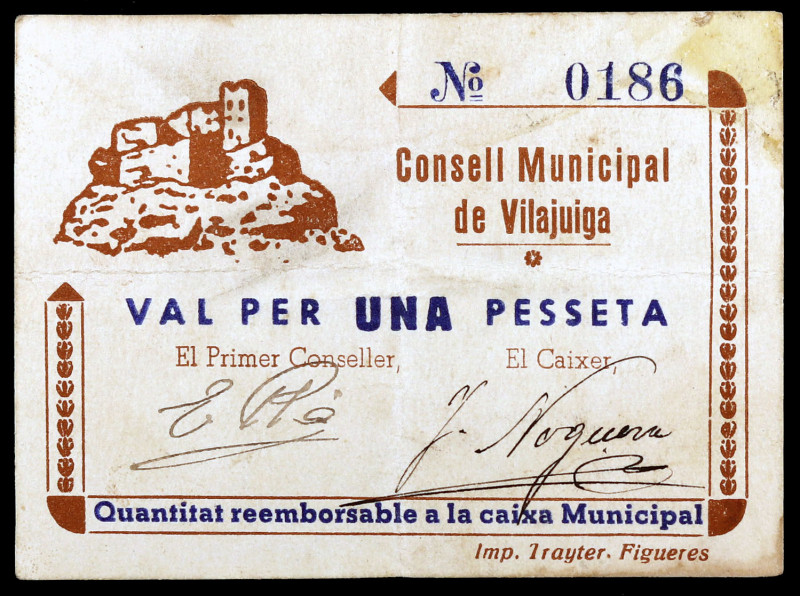 Nº 0186
Consell Municipal
de Vilajuiga
VAL PER UNA PESSETA
El Primer Conseller, El Caixer,
J. Noguera
Quantitat reemborsable a la caixa Municipal
Imp. Trayter. Figueres